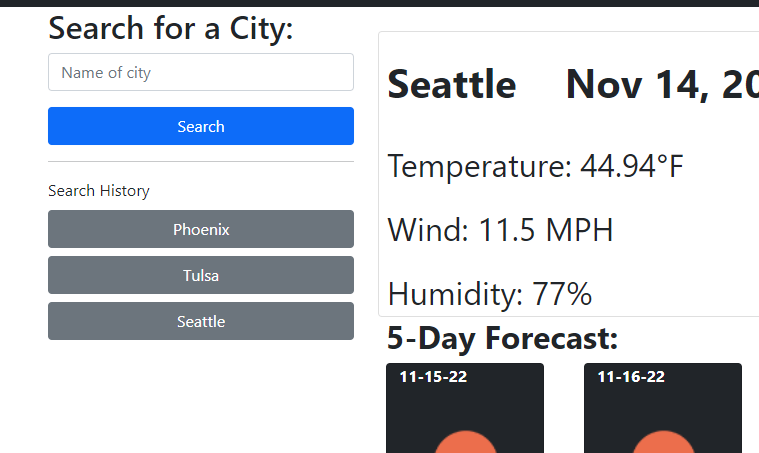 Search for a City:
Name of city
Search
Search History
Phoenix
Tulsa
Seattle
Seattle Nov 14, 20
Temperature: 44.94°F
Wind: 11.5 MPH
Humidity: 77%
5-Day Forecast:
11-15-22 11-16-22